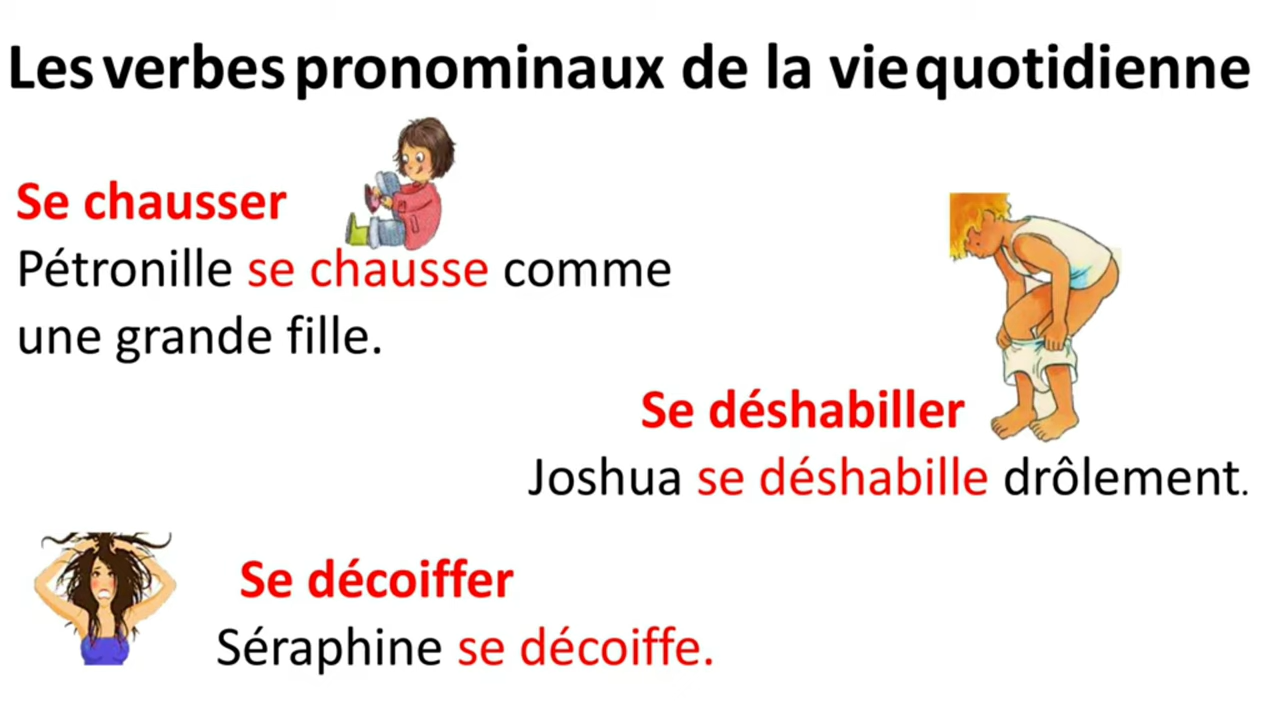 Les verbes pronominaux de la vie quotidienne
Se chausser
Pétronille se chausse comme
une grande fille.
Se déshabiller
Joshua se déshabille drôlement.
Se décoiffer
Séraphine se décoiffe.